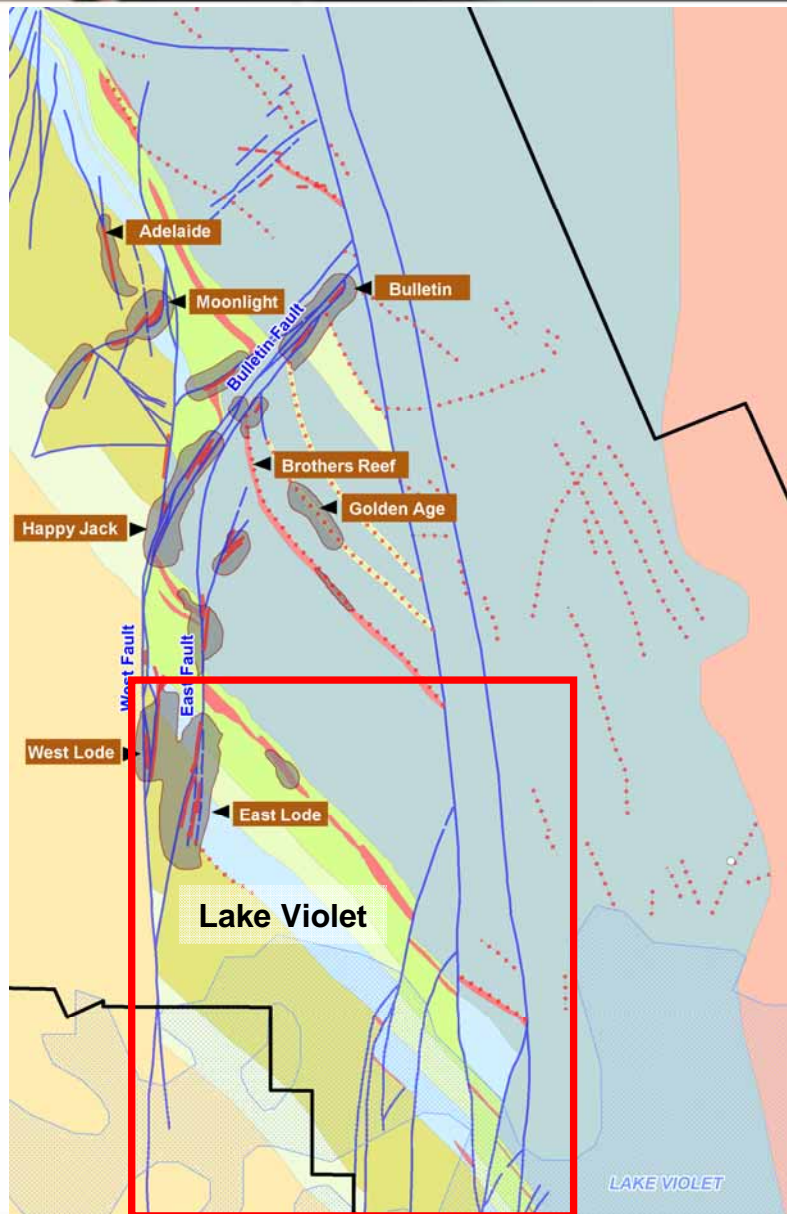 Adelaide
Moonlight
Bulletin
Bulletin Fault
Brothers Reef
Golden Age
Happy Jack
West Fault
East Fault
West Lode
East Lode
Lake Violet
LAKE VIOLET